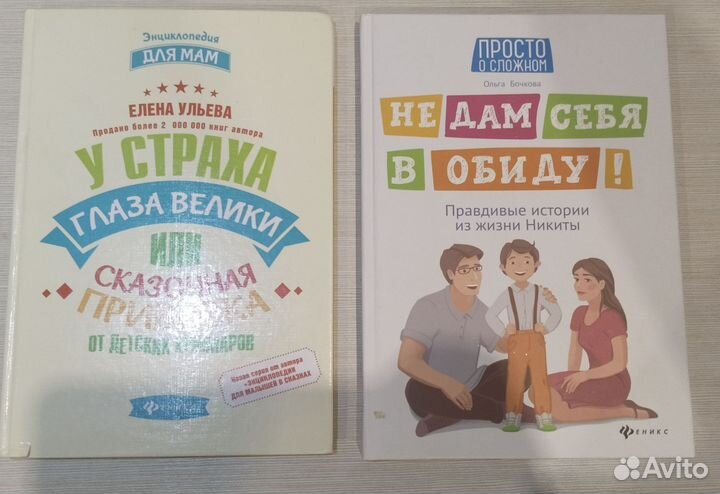 Энциклопедия
ДЛЯ МАМ
ЕЛЕНА УЛЬЕВА
Продано более 2 000 000 книг автора
У СТРАХА
ГЛАЗА ВЕЛИКИ
ИЛИ
СКАЗОЧНАЯ
ОТ ДЕТСКИХ
Новая серия от автора
«ЭНЦИКЛОПЕДИИ
ДЛЯ МАЛЫШЕЙ В СКАЗКАХ
ПРОСТО
О СЛОЖНОМ
Ольга Бочкова
НЕ ДАМ СЕБЯ
В ОБИДУ!
Правдивые истории
из жизни Никиты
ФЕНИКС
Avito